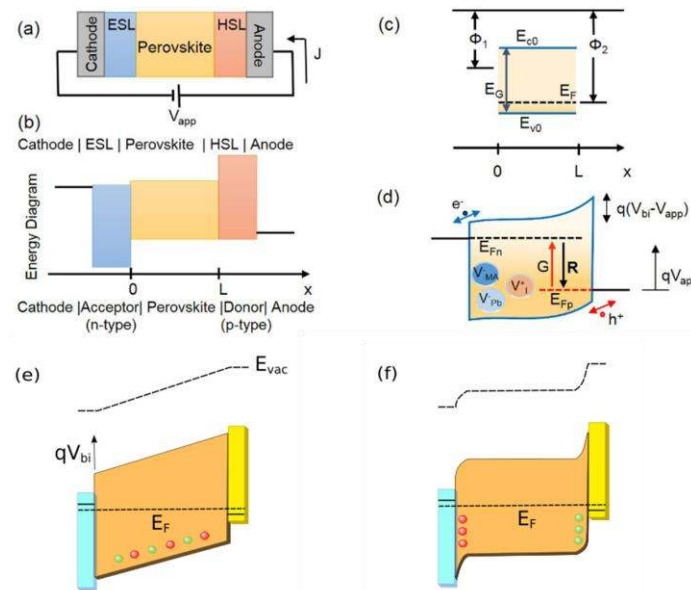 (a)
Cathode
ESL
Perovskite
HSL
Anode
J
V_app
(b)
Cathode | ESL | Perovskite | HSL | Anode
Energy Diagram
0 L x
Cathode |Acceptor| Perovskite |Donor| Anode
(n-type) (p-type)
(c)
Φ1
Φ2
E_c0
E_G
E_F
E_v0
0 L x
(d)
e-
q(V_bi-V_app)
E_Fn
G R
qV_ap
V-_MA
V+_I
V-_Pb
E_Fp
h+
(e)
E_vac
qV_bi
E_F
(f)
E_F